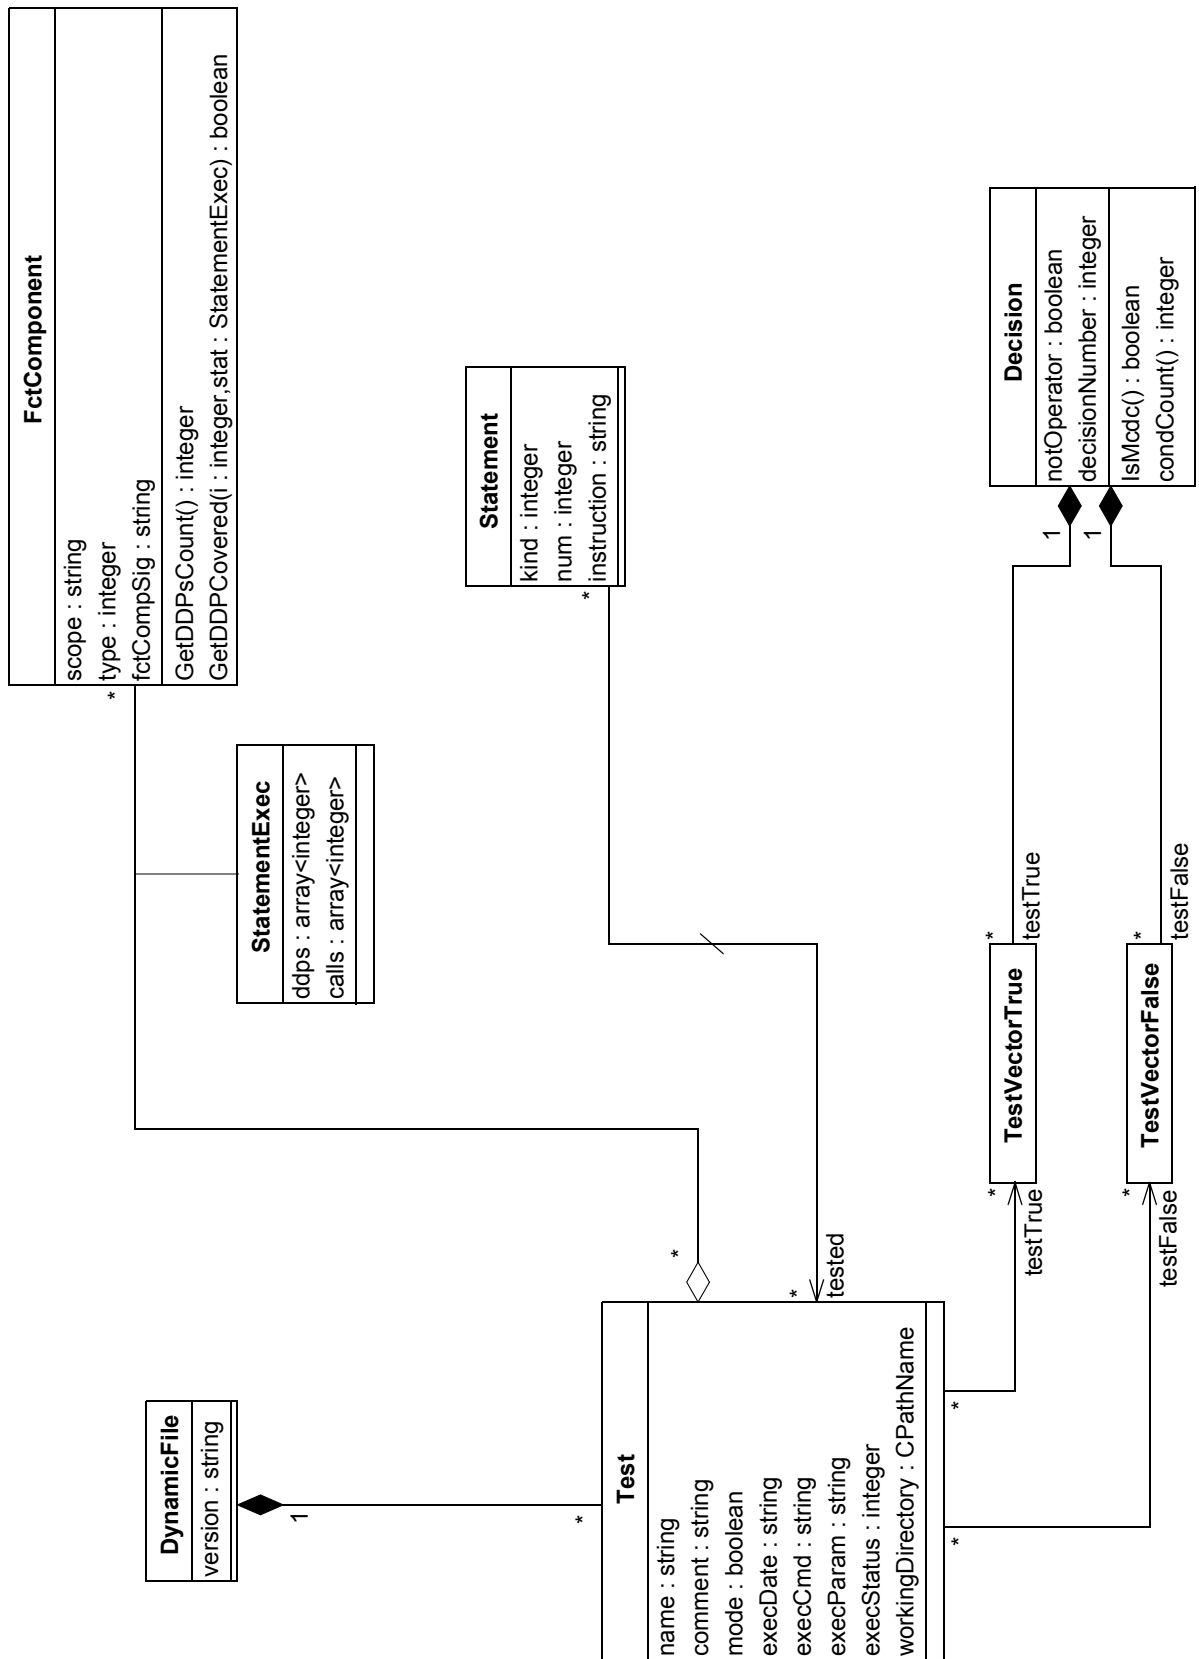 FctComponent
scope : string
type : integer
fctCompSig : string
GetDDPsCount() : integer
GetDDPCovered(i : integer,stat : StatementExec) : boolean
*
StatementExec
ddps : array<integer>
calls : array<integer>
*
DynamicFile
version : string
1
*
Statement
kind : integer
num : integer
instruction : string
*
*
tested
Test
name : string
comment : string
mode : boolean
execDate : string
execCmd : string
execParam : string
execStatus : integer
workingDirectory : CPathName
*
*
Decision
notOperator : boolean
decisionNumber : integer
IsMcdc() : boolean
condCount() : integer
1
1
*
testTrue
TestVectorTrue
*
testTrue
*
testFalse
TestVectorFalse
*
testFalse